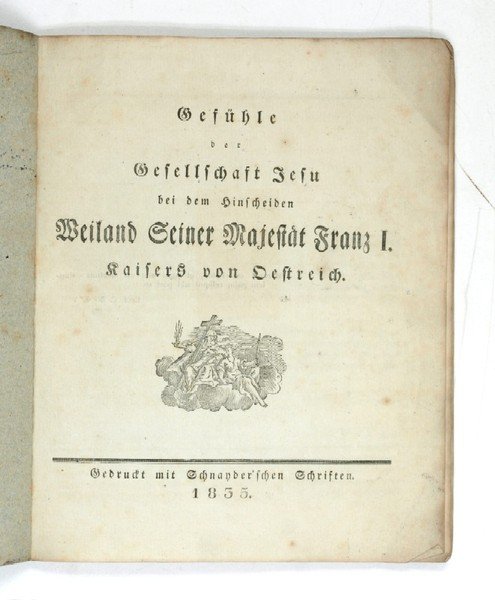 Gefühle
der
Gesellschaft Jesu
bei dem Hinscheiden
Weiland Seiner Majestät Franz I.
Kaisers von Oestreich.
Gedruckt mit Schnayder'schen Schriften.
1835.